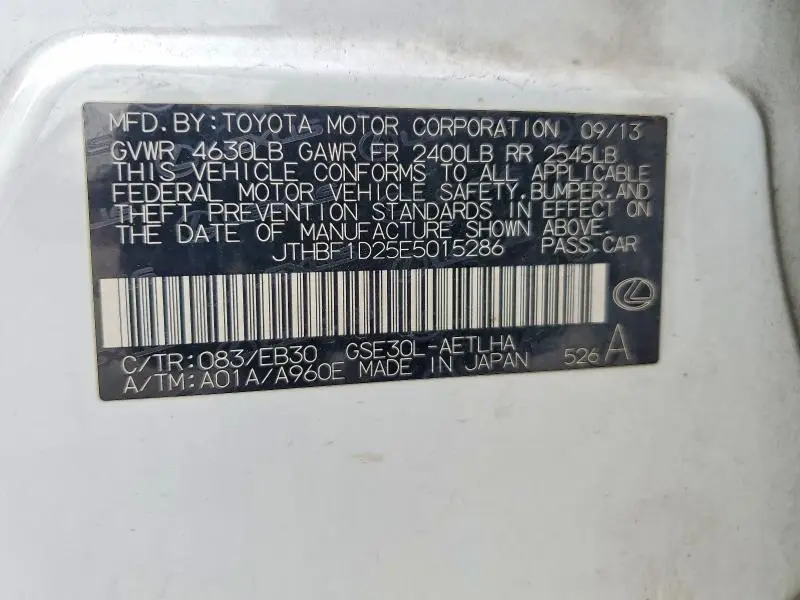 MFD.BY:TOYOTA MOTOR CORPORATION 09/13
GVWR 4630LB GAWR FR 2400LB RR 2545LB
THIS VEHICLE CONFORMS TO ALL APPLICABLE
FEDERAL MOTOR VEHICLE SAFETY,BUMPER,AND
THEFT PREVENTION STANDARDS IN EFFECT ON
THE DATE OF MANUFACTURE SHOWN ABOVE.
JTHBF1D25E5015286 PASS.CAR
C/TR:083/EB30 GSE30L-AETLHA
A/TM:A01A/A960E MADE IN JAPAN 526 A